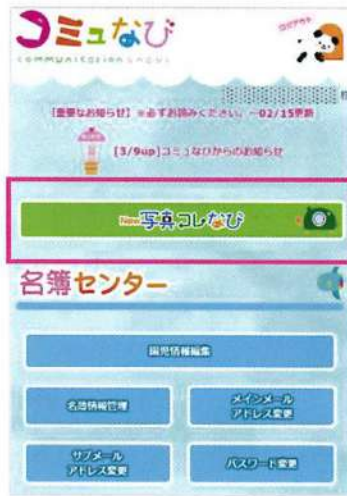 コミュなび
ログアウト
【重要なお知らせ】※必ずお読みください。-02/15更新
[3/9up]コミュなびからのお知らせ
New 写真コレなび
名簿センター
園児情報編集
名簿情報管理
メインメール
アドレス変更
サブメール
アドレス変更
パスワード変更